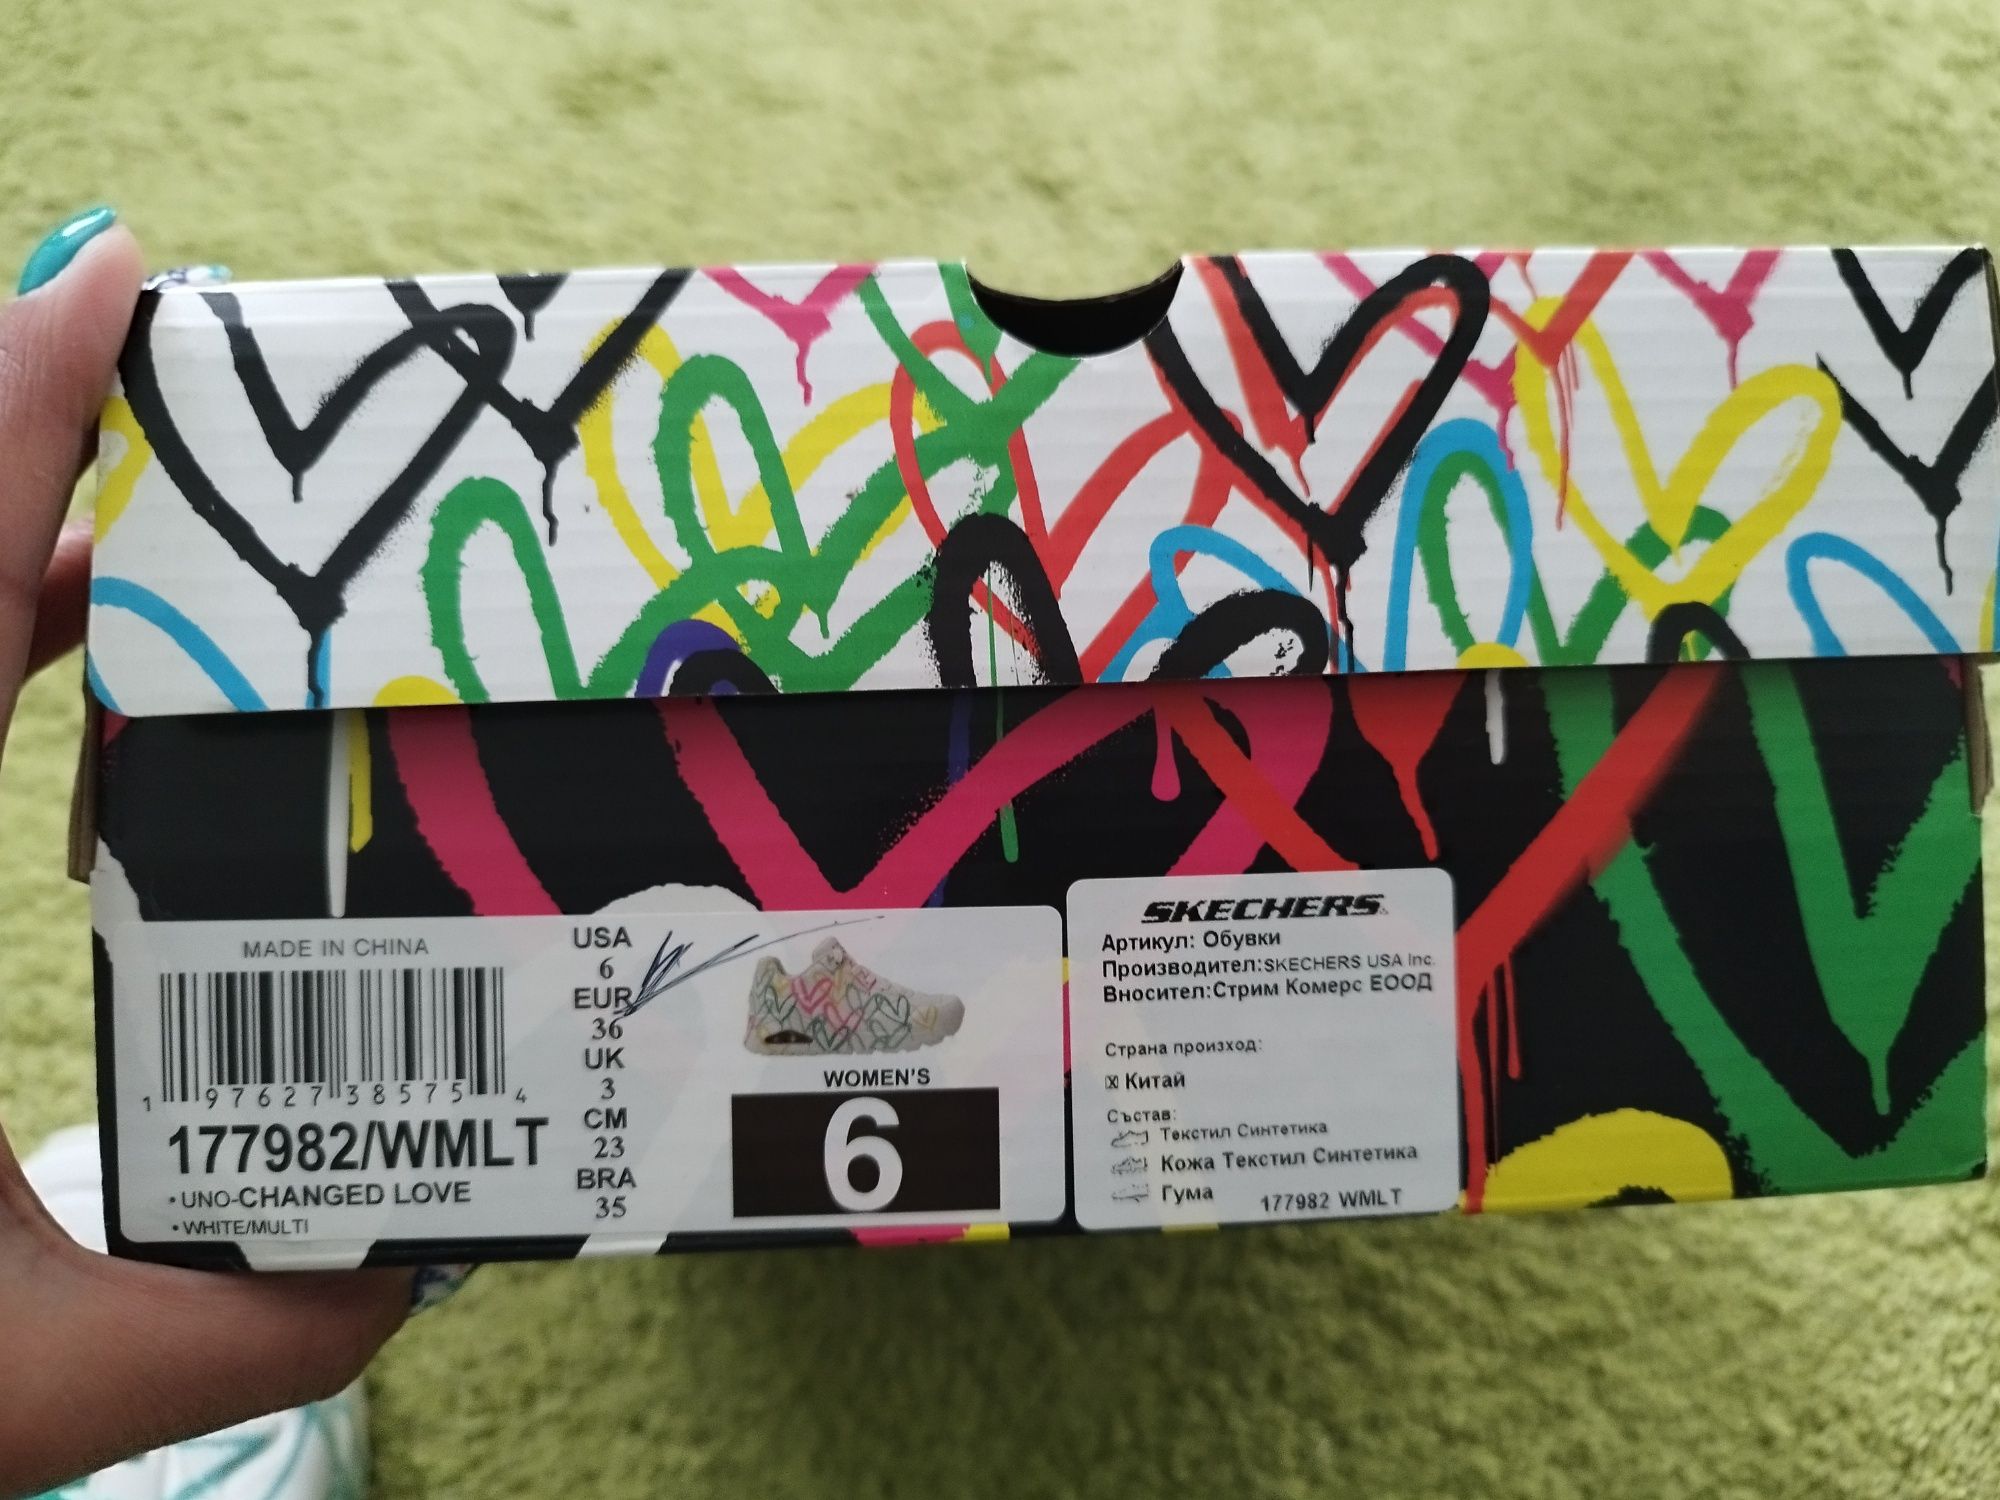 MADE IN CHINA
1 97627 38575 4
177982/WMLT
• UNO-CHANGED LOVE
• WHITE/MULTI
USA
6
EUR
36
UK
3
CM
23
BRA
35
WOMEN'S
6
SKECHERS
Артикул: Обувки
Производител:SKECHERS USA Inc.
Вносител:Стрим Комерс ЕООД
Страна произход:
☒ Китай
Състав:
Текстил Синтетика
Кожа Текстил Синтетика
Гума
177982 WMLT